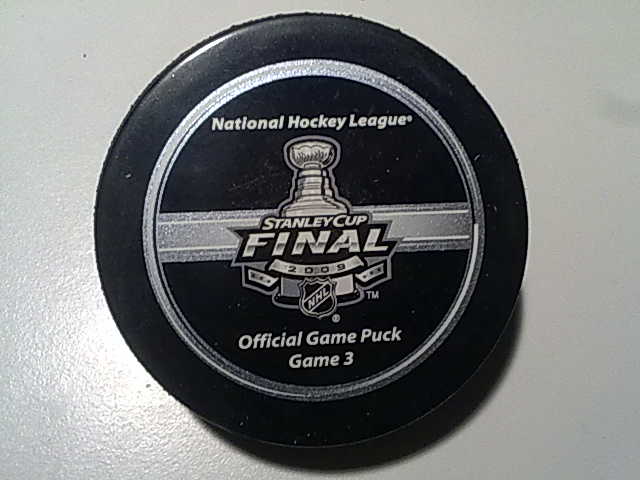 National Hockey League®
STANLEY CUP
FINAL
2009
NHL
TM
®
Official Game Puck
Game 3